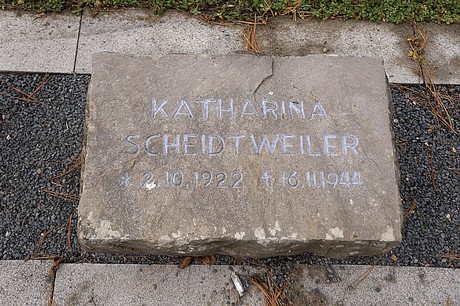 KATHARINA
SCHEIDTWEILER
* 2.10.1922 † 16.11.1944